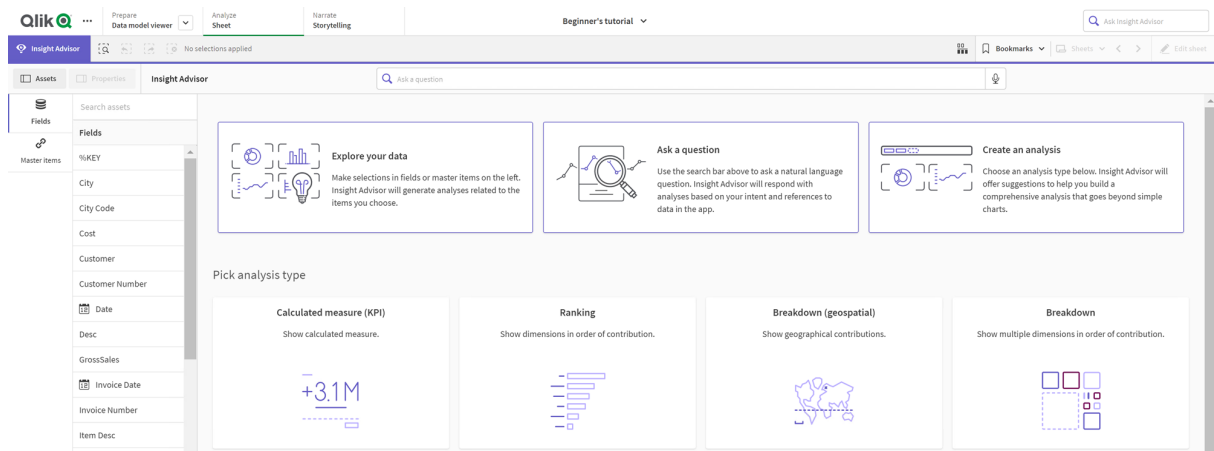 Qlik
Prepare
Data model viewer
Analyze
Sheet
Narrate
Storytelling
Beginner's tutorial
Ask Insight Advisor
Insight Advisor
No selections applied
Bookmarks
Sheets
Edit sheet
Assets
Properties
Insight Advisor
Ask a question
Fields
Master items
Search assets
Fields
%KEY
City
City Code
Cost
Customer
Customer Number
Date
Desc
GrossSales
Invoice Date
Invoice Number
Item Desc
Explore your data
Make selections in fields or master items on the left.
Insight Advisor will generate analyses related to the
items you choose.
Ask a question
Use the search bar above to ask a natural language
question. Insight Advisor will respond with
analyses based on your intent and references to
data in the app.
Create an analysis
Choose an analysis type below. Insight Advisor will
offer suggestions to help you build a
comprehensive analysis that goes beyond simple
charts.
Pick analysis type
Calculated measure (KPI)
Show calculated measure.
+3.1M
Ranking
Show dimensions in order of contribution.
Breakdown (geospatial)
Show geographical contributions.
Breakdown
Show multiple dimensions in order of contribution.